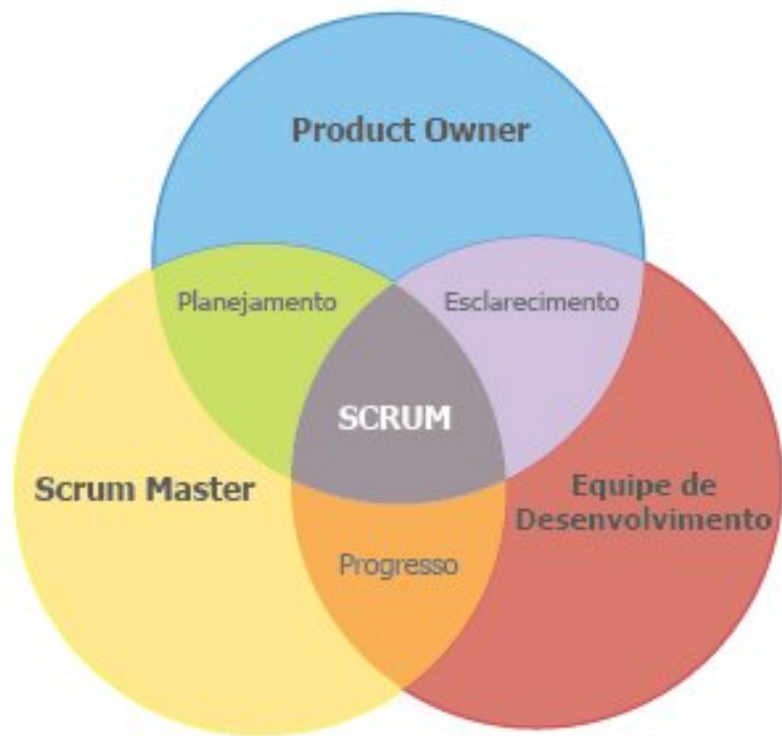 Product Owner
Planejamento
Esclarecimento
SCRUM
Scrum Master
Equipe de
Desenvolvimento
Progresso